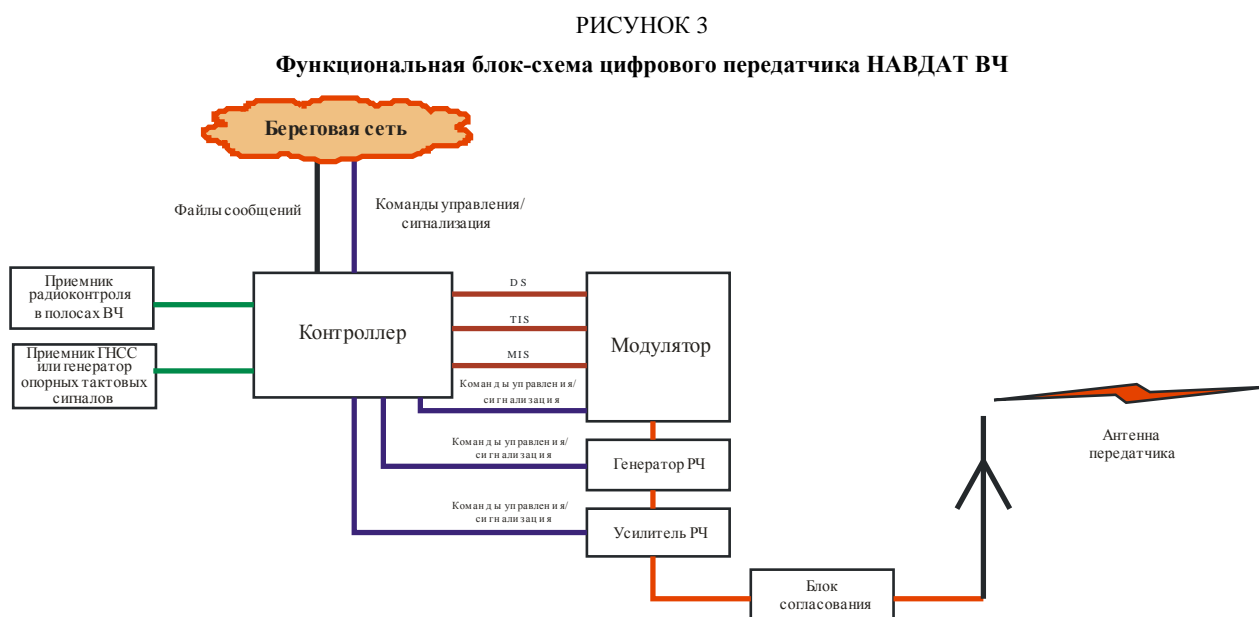 РИСУНОК 3
Функциональная блок-схема цифрового передатчика НАВДАТ ВЧ
Береговая сеть
Файлы сообщений
Команды управления/
сигнализация
Приемник
радиоконтроля
в полосах ВЧ
Контроллер
DS
TIS
MIS
Модулятор
Приемник ГНСС
или генератор
опорных тактовых
сигналов
Команды управления/
сигнализация
Команды управления/
сигнализация
Генератор РЧ
Команды управления/
сигнализация
Усилитель РЧ
Антенна
передатчика
Блок
согласования